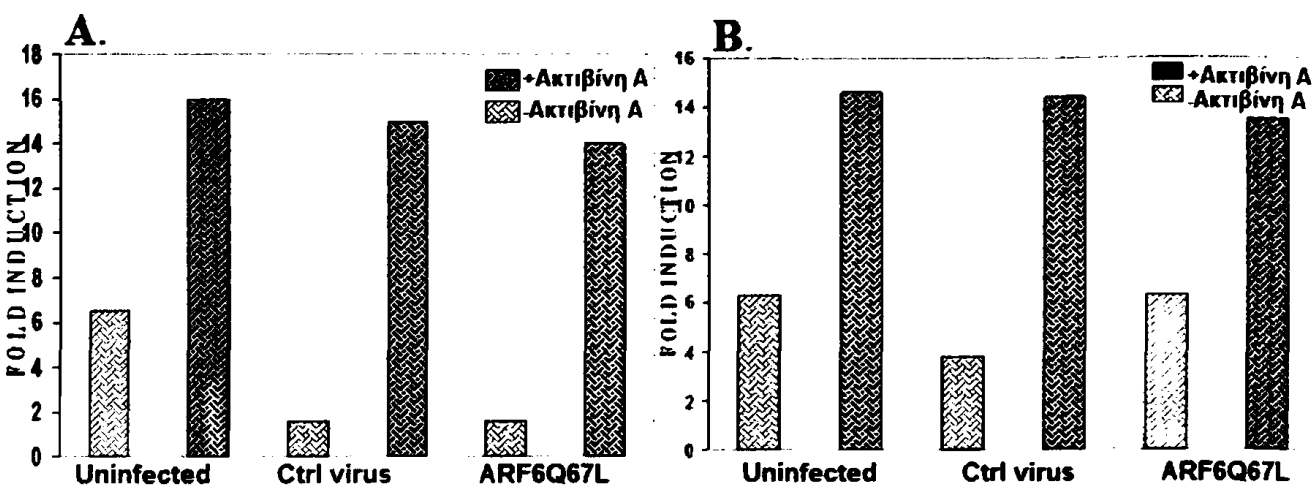 A.
18
16
14
12
10
8
6
4
2
0
FOLD INDUCTION
+Ακτιβίνη A
-Ακτιβίνη A
Uninfected
Ctrl virus
ARF6Q67L
B.
16
14
12
10
8
6
4
2
0
FOLD INDUCTION
+Ακτιβίνη A
-Ακτιβίνη A
Uninfected
Ctrl virus
ARF6Q67L